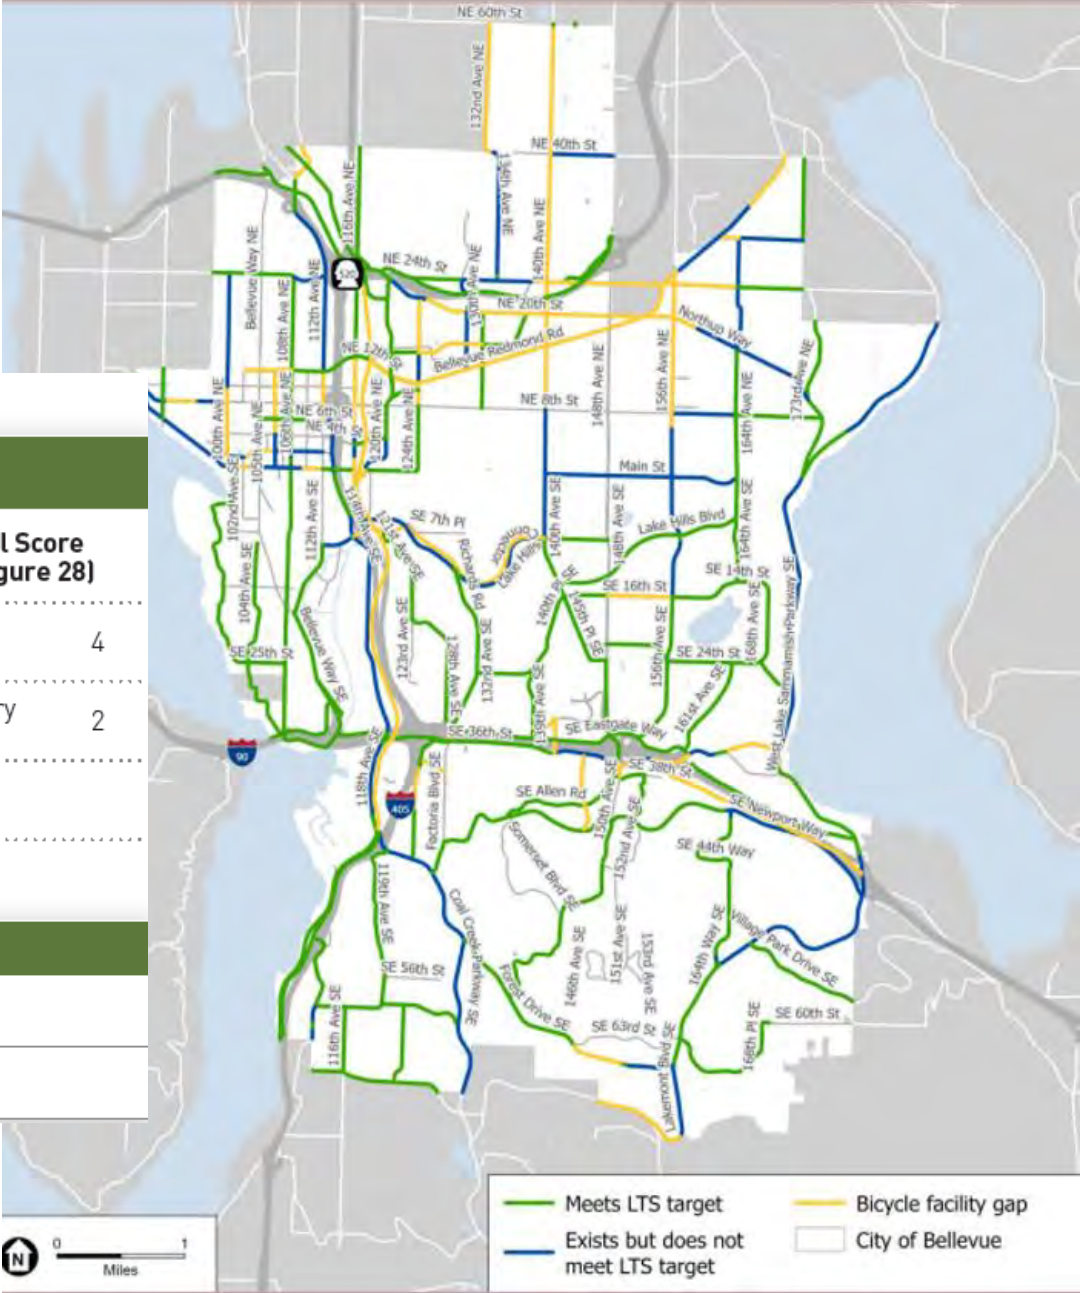 NE 60th St
132nd Ave NE
NE 40th St
134th Ave NE
116th Ave NE
140th Ave NE
Bellevue Way NE
NE 24th St
520
130th Ave NE
112th Ave NE
108th Ave NE
NE 20th St
Northup Way
Bellevue Redmond Rd
NE 12th St
148th Ave NE
156th Ave NE
173rd Ave NE
164th Ave NE
100th Ave NE
106th Ave NE
105th Ave NE
NE 6th St
NE 4th St
120th Ave NE
124th Ave NE
NE 8th St
Main St
102nd Ave SE
112th Ave SE
114th Ave SE
121st Ave SE
SE 7th Pl
Richards Rd
Lake Hills Connector
140th Ave SE
148th Ave SE
Lake Hills Blvd
164th Ave SE
l Score
gure 28)
4
ry
2
104th Ave SE
SE 14th St
SE 16th St
140th Pl SE
145th Pl SE
168th Ave SE
West Lake Sammamish Parkway SE
Bellevue Way SE
123rd Ave SE
128th Ave SE
132nd Ave SE
156th Ave SE
SE 25th St
SE 24th St
161st Ave SE
139th Ave SE
SE 36th St
SE Eastgate Way
90
118th Ave SE
405
Factoria Blvd SE
SE 38th St
SE Allen Rd
150th Ave SE
SE Newport Way
152nd Ave SE
Somerset Blvd SE
SE 44th Way
119th Ave SE
Coal Creek Parkway SE
146th Ave SE
151st Ave SE
153rd Ave SE
164th Way SE
Village Park Drive SE
SE 56th St
Forest Drive SE
116th Ave SE
SE 63rd St
SE 60th St
168th Pl SE
Lakemont Blvd SE
Meets LTS target
Exists but does not
meet LTS target
Bicycle facility gap
City of Bellevue
N
0 1
Miles